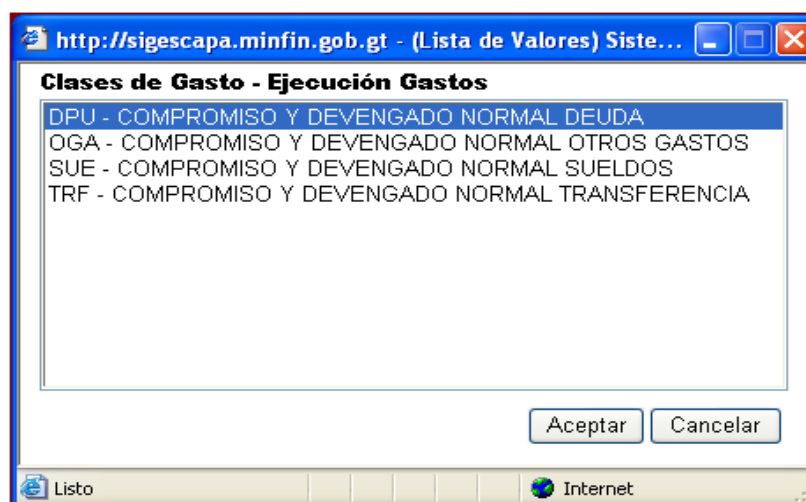 http://sigescapa.minfin.gob.gt - (Lista de Valores) Siste...
Clases de Gasto - Ejecución Gastos
DPU - COMPROMISO Y DEVENGADO NORMAL DEUDA
OGA - COMPROMISO Y DEVENGADO NORMAL OTROS GASTOS
SUE - COMPROMISO Y DEVENGADO NORMAL SUELDOS
TRF - COMPROMISO Y DEVENGADO NORMAL TRANSFERENCIA
Aceptar Cancelar
Listo Internet